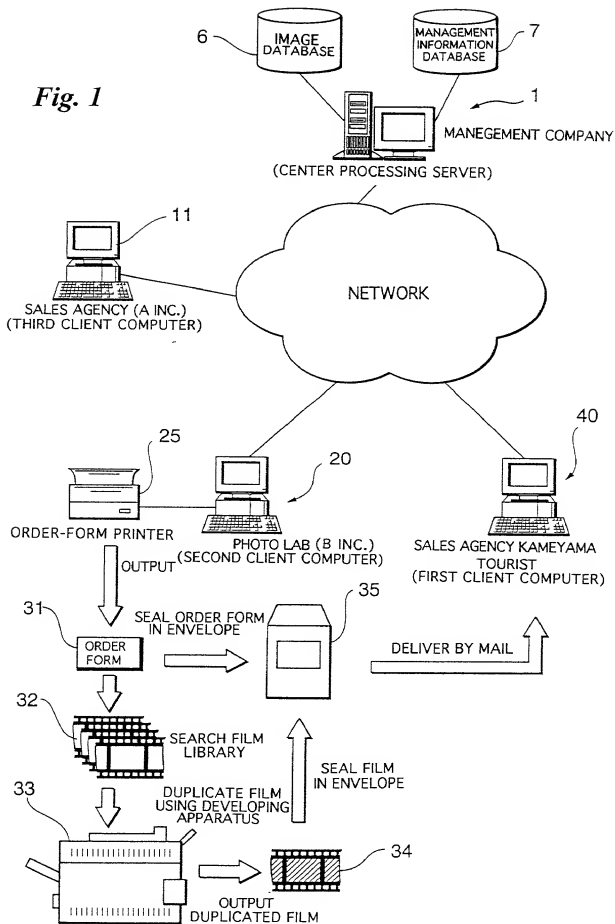 Fig. 1
6
IMAGE
DATABASE
MANAGEMENT
INFORMATION
DATABASE
7
1
MANEGEMENT COMPANY
(CENTER PROCESSING SERVER)
11
SALES AGENCY (A INC.)
(THIRD CLIENT COMPUTER)
NETWORK
25
ORDER-FORM PRINTER
20
PHOTO LAB (B INC.)
(SECOND CLIENT COMPUTER)
40
SALES AGENCY KAMEYAMA
TOURIST
(FIRST CLIENT COMPUTER)
OUTPUT
31
ORDER
FORM
SEAL ORDER FORM
IN ENVELOPE
35
DELIVER BY MAIL
32
SEARCH FILM
LIBRARY
33
DUPLICATE FILM
USING DEVELOPING
APPARATUS
SEAL FILM
IN ENVELOPE
34
OUTPUT
DUPLICATED FILM